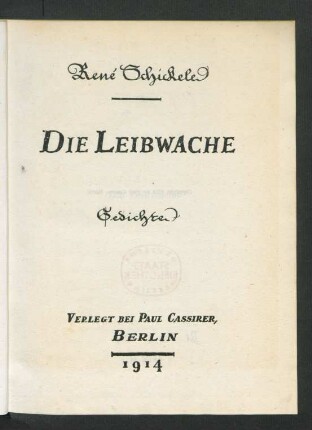 René Schickele
DIE LEIBWACHE
Gedichte
VERLEGT BEI PAUL CASSIRER,
BERLIN
1914